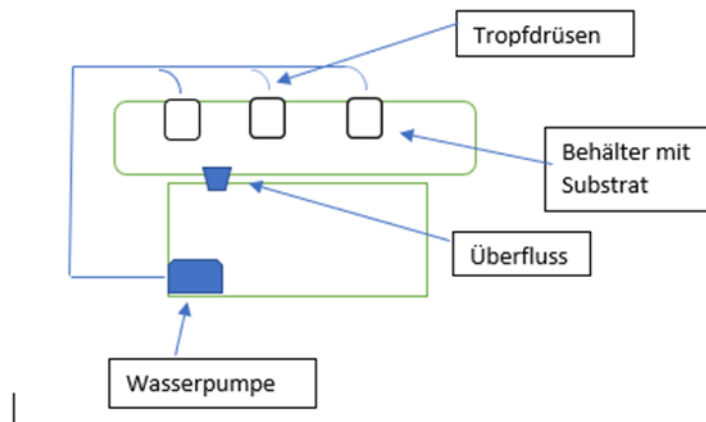 Tropfdrüsen
Behälter mit
Substrat
Überfluss
Wasserpumpe